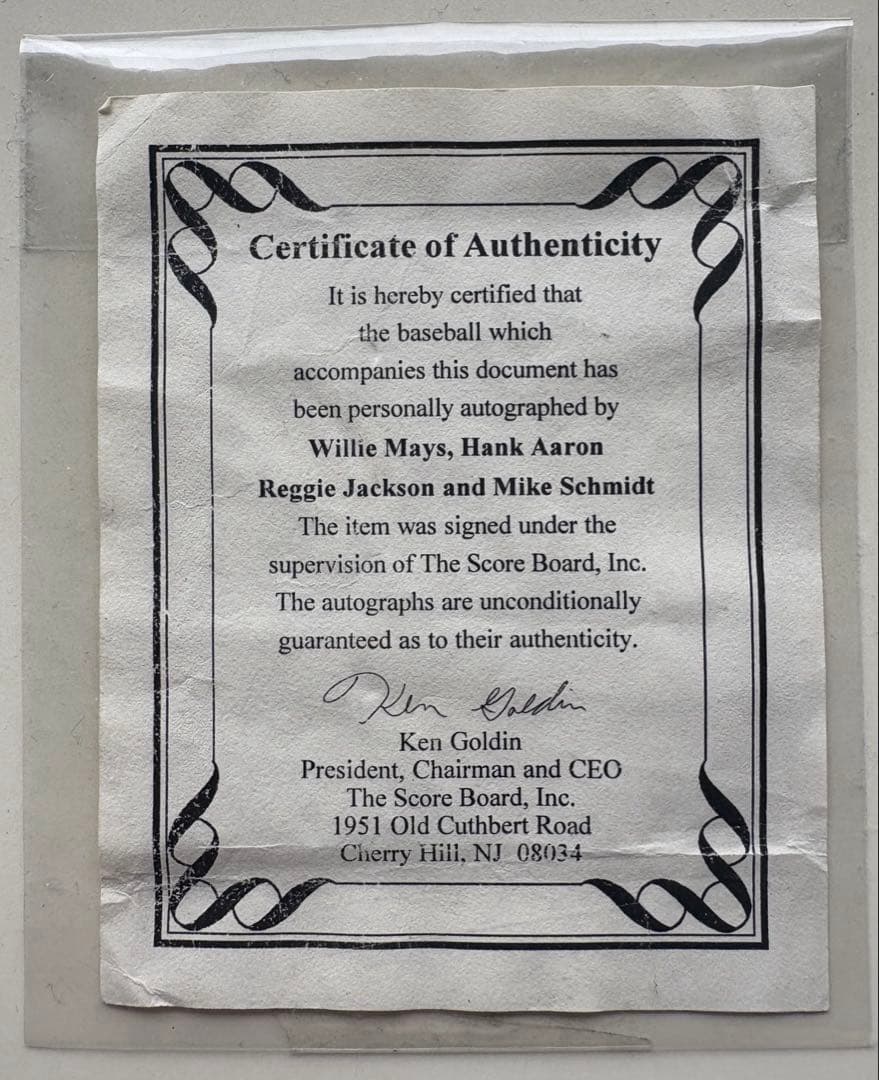 Certificate of Authenticity
It is hereby certified that
the baseball which
accompanies this document has
been personally autographed by
Willie Mays, Hank Aaron
Reggie Jackson and Mike Schmidt
The item was signed under the
supervision of The Score Board, Inc.
The autographs are unconditionally
guaranteed as to their authenticity.
Ken Goldin
Ken Goldin
President, Chairman and CEO
The Score Board, Inc.
1951 Old Cuthbert Road
Cherry Hill, NJ 08034